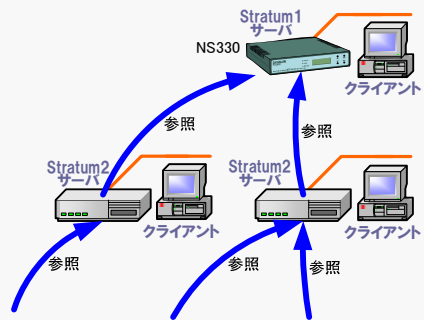 Stratum1
サーバ
NS330
クライアント
参照
参照
Stratum2
サーバ
クライアント
Stratum2
サーバ
クライアント
参照
参照
参照